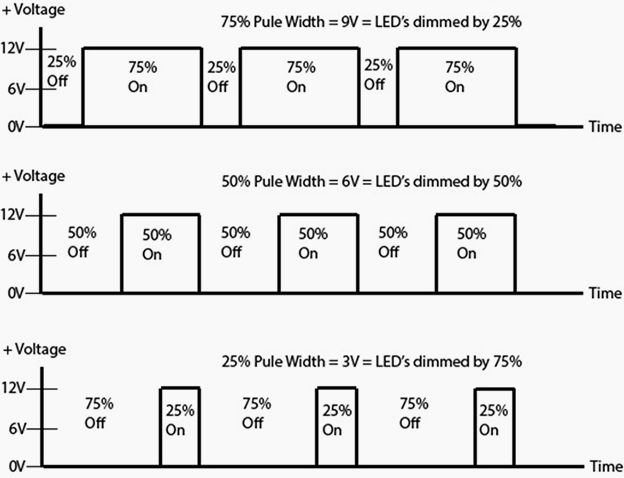 + Voltage
75% Pule Width = 9V = LED's dimmed by 25%
12V
25%
Off
75%
On
25%
Off
75%
On
25%
Off
75%
On
6V
0V
Time
+ Voltage
50% Pule Width = 6V = LED's dimmed by 50%
12V
50%
Off
50%
On
50%
Off
50%
On
50%
Off
50%
On
6V
0V
Time
+ Voltage
25% Pule Width = 3V = LED's dimmed by 75%
12V
75%
Off
25%
On
75%
Off
25%
On
75%
Off
25%
On
6V
0V
Time